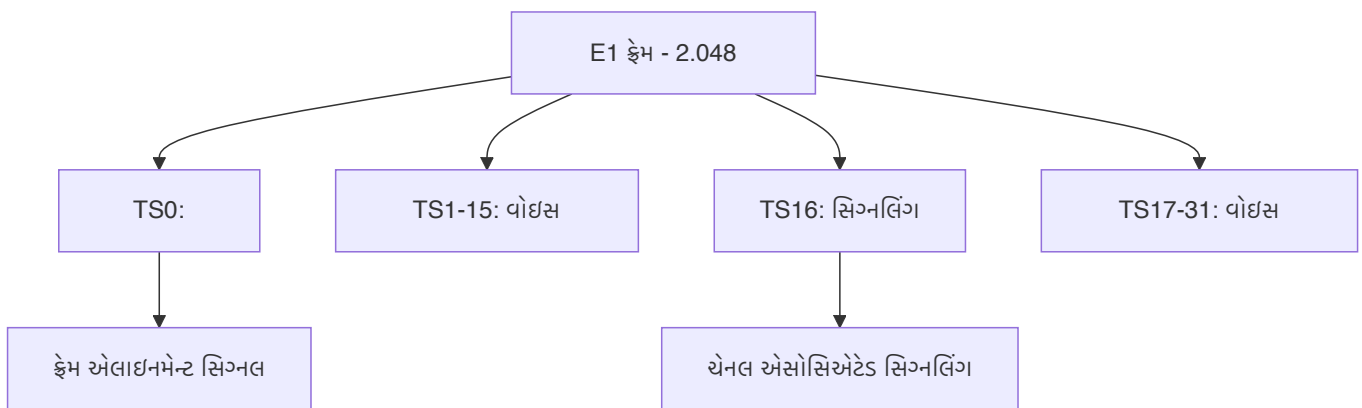 E1 ફ્રેમ - 2.048
TS0:
TS1-15: વોઇસ
TS16: સિગ્નલિંગ
TS17-31: વોઇસ
ફ્રેમ એલાઇનમેન્ટ સિગ્નલ
ચેનલ એસોસિએટેડ સિગ્નલિંગ